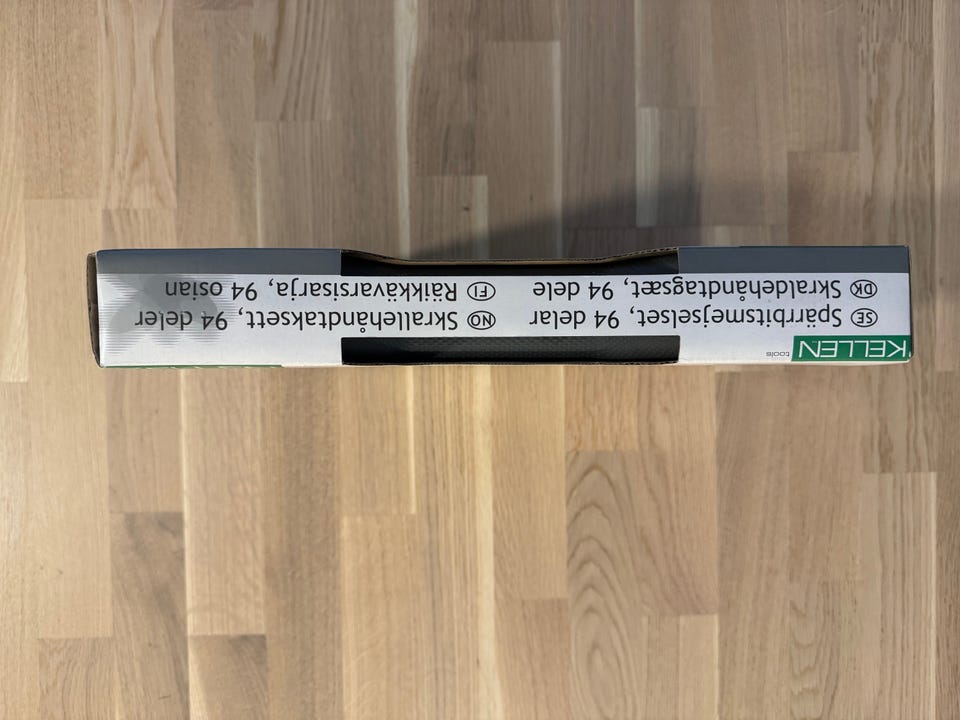 KELLEN
tools
SE Spärrbitsmejselset, 94 delar
DK Skraldehåndtagsæt, 94 dele
NO Skrallehåndtaksett, 94 deler
FI Räikkävarsisarja, 94 osian